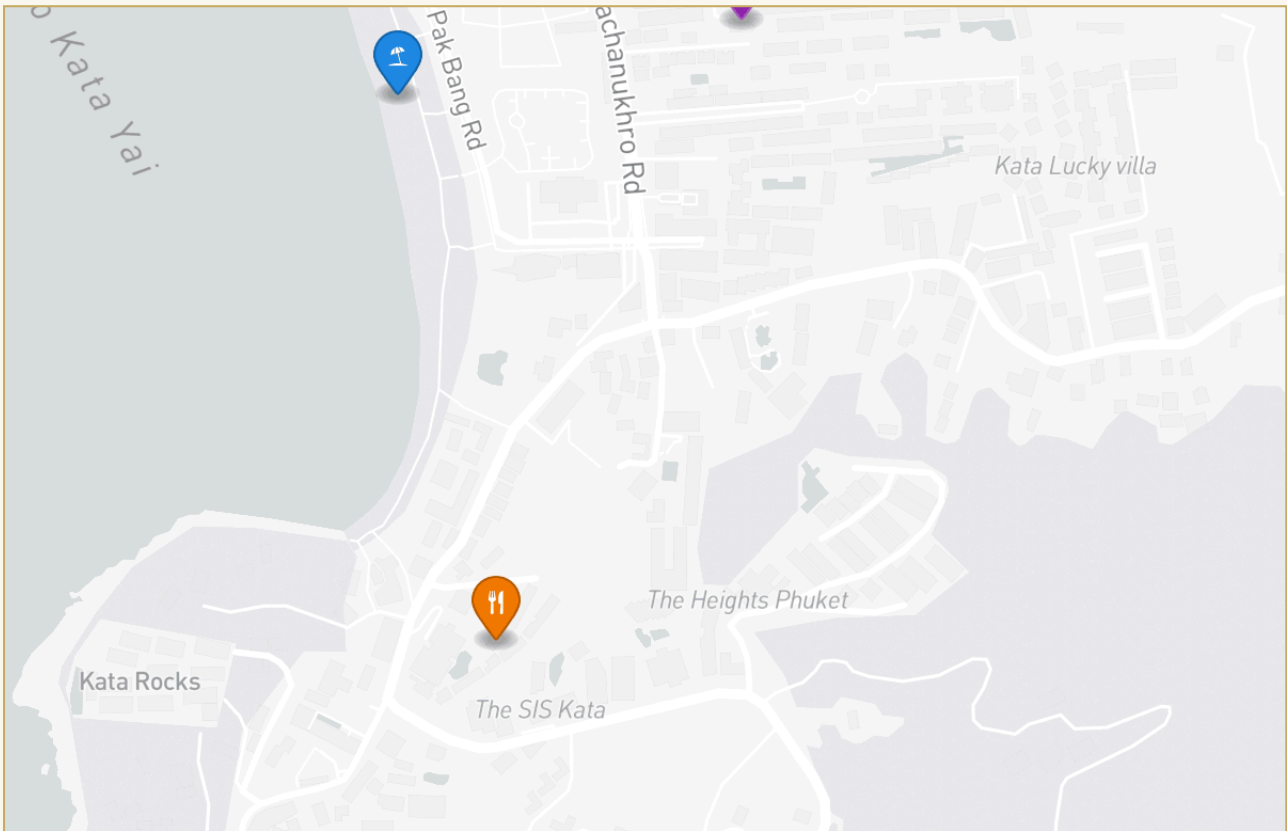 Kata Yai
Pak Bang Rd
achanukhro Rd
Kata Lucky villa
The Heights Phuket
Kata Rocks
The SIS Kata